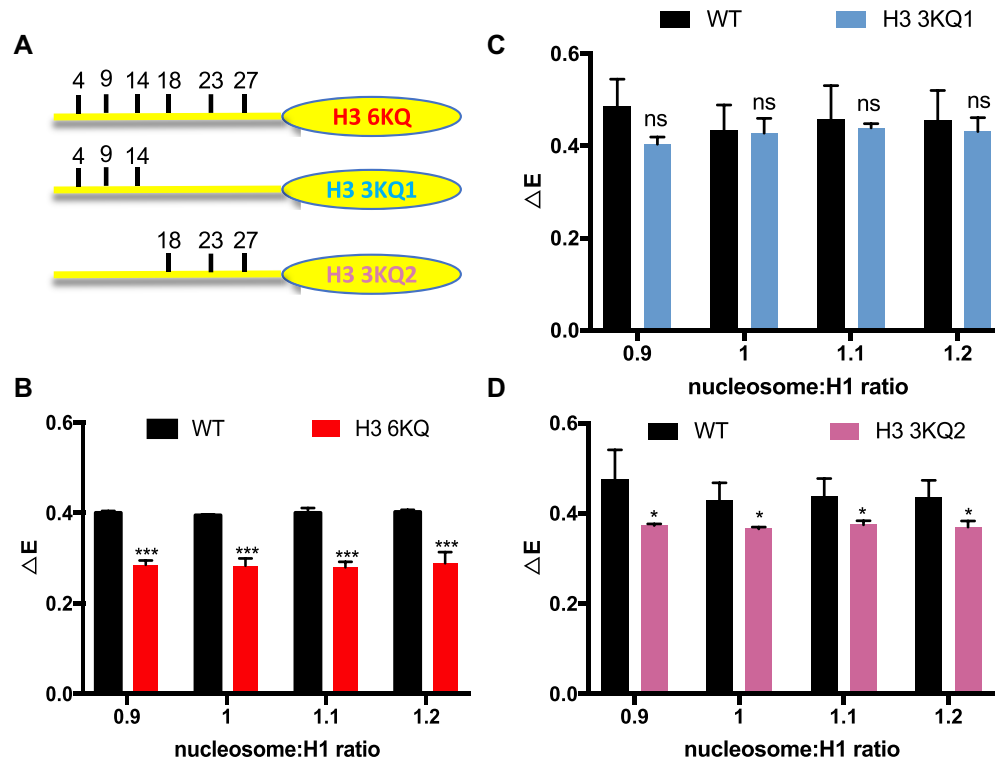 A
4 9 14 18 23 27
H3 6KQ
4 9 14
H3 3KQ1
18 23 27
H3 3KQ2
B
WT H3 6KQ
0.6
0.4
0.2
0.0
△E
*** *** *** ***
0.9 1 1.1 1.2
nucleosome:H1 ratio
C
WT H3 3KQ1
0.6
0.4
0.2
0.0
△E
ns ns ns ns
0.9 1 1.1 1.2
nucleosome:H1 ratio
D
WT H3 3KQ2
0.6
0.4
0.2
0.0
△E
* * * *
0.9 1 1.1 1.2
nucleosome:H1 ratio